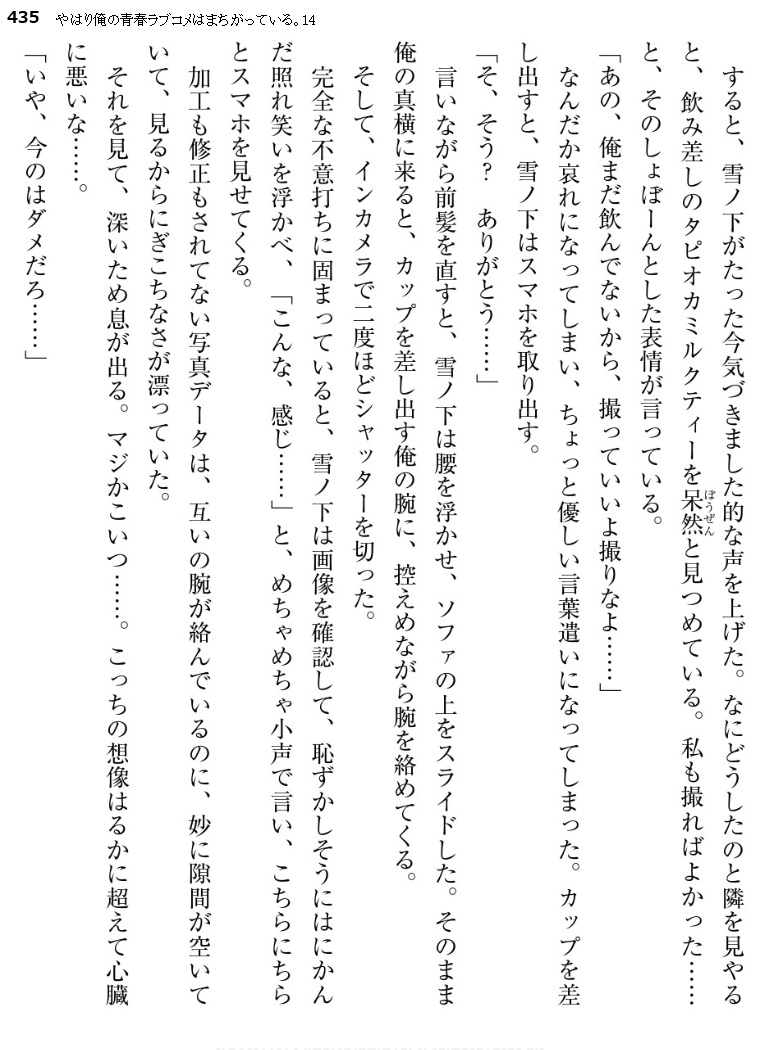 435 やはり俺の青春ラブコメはまちがっている。14
すると、雪ノ下がたった今気づきました的な声を上げた。なにどうしたのと隣を見やる
と、飲み差しのタピオカミルクティーを呆然と見つめている。私も撮ればよかった……
ぼうぜん
と、そのしょぼーんとした表情が言っている。
「あの、俺まだ飲んでないから、撮っていいよ撮りなよ……」
なんだか哀れになってしまい、ちょっと優しい言葉遣いになってしまった。カップを差
し出すと、雪ノ下はスマホを取り出す。
「そ、そう？　ありがとう……」
言いながら前髪を直すと、雪ノ下は腰を浮かせ、ソファの上をスライドした。そのまま
俺の真横に来ると、カップを差し出す俺の腕に、控えめながら腕を絡めてくる。
そして、インカメラで二度ほどシャッターを切った。
完全な不意打ちに固まっていると、雪ノ下は画像を確認して、恥ずかしそうにはにかん
だ照れ笑いを浮かべ、「こんな、感じ……」と、めちゃめちゃ小声で言い、こちらにちら
とスマホを見せてくる。
加工も修正もされてない写真データは、互いの腕が絡んでいるのに、妙に隙間が空いて
いて、見るからにぎこちなさが漂っていた。
それを見て、深いため息が出る。マジかこいつ……。こっちの想像はるかに超えて心臓
に悪いな……。
「いや、今のはダメだろ……」